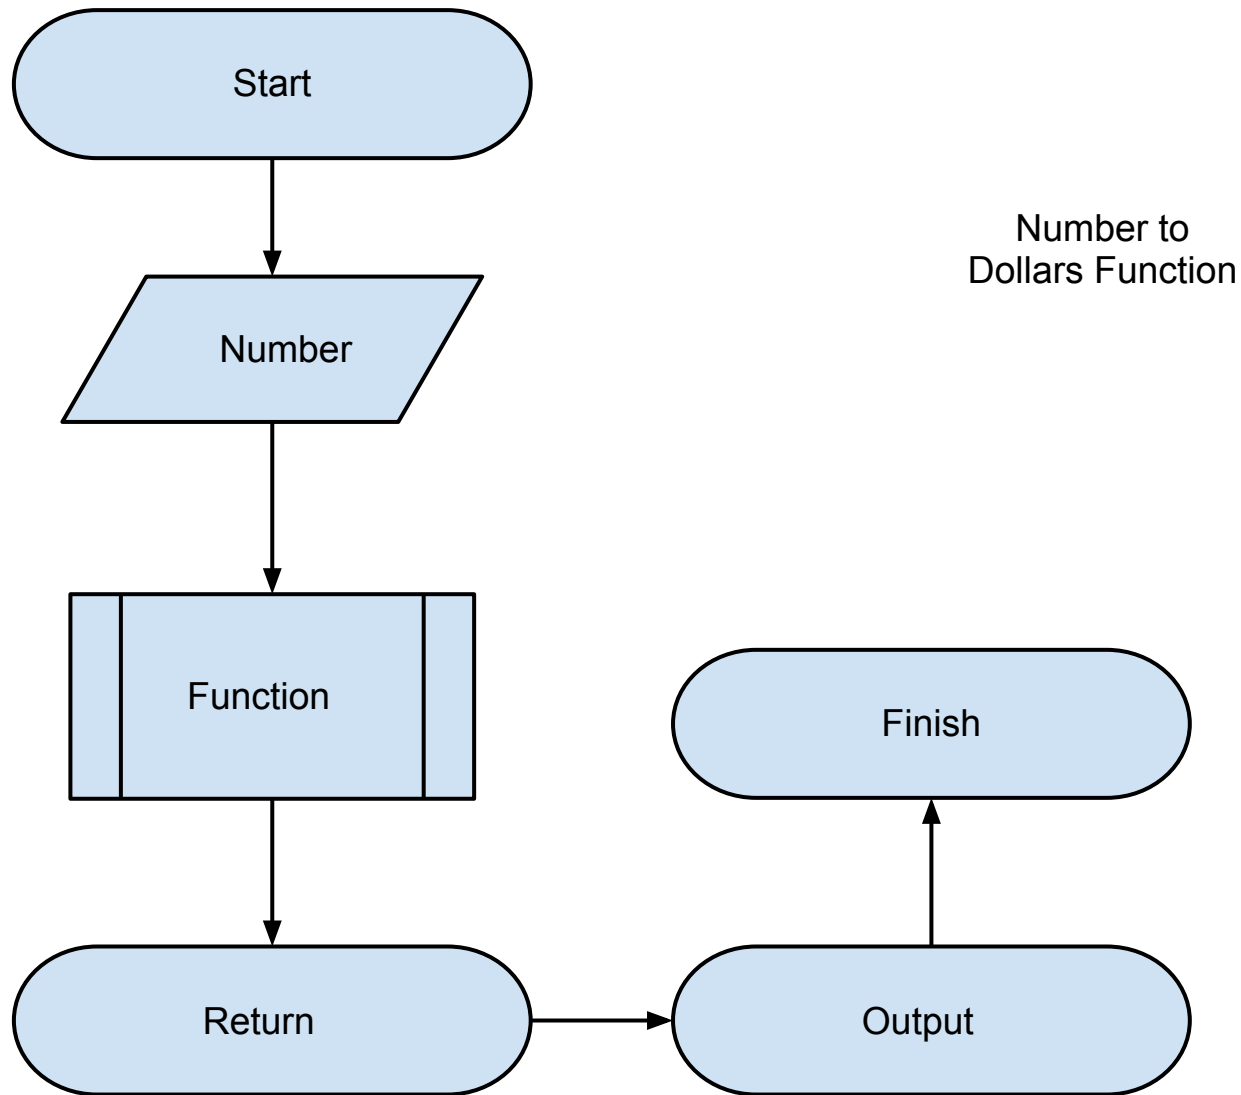 Start
Number to
Dollars Function
Number
Function
Finish
Return
Output